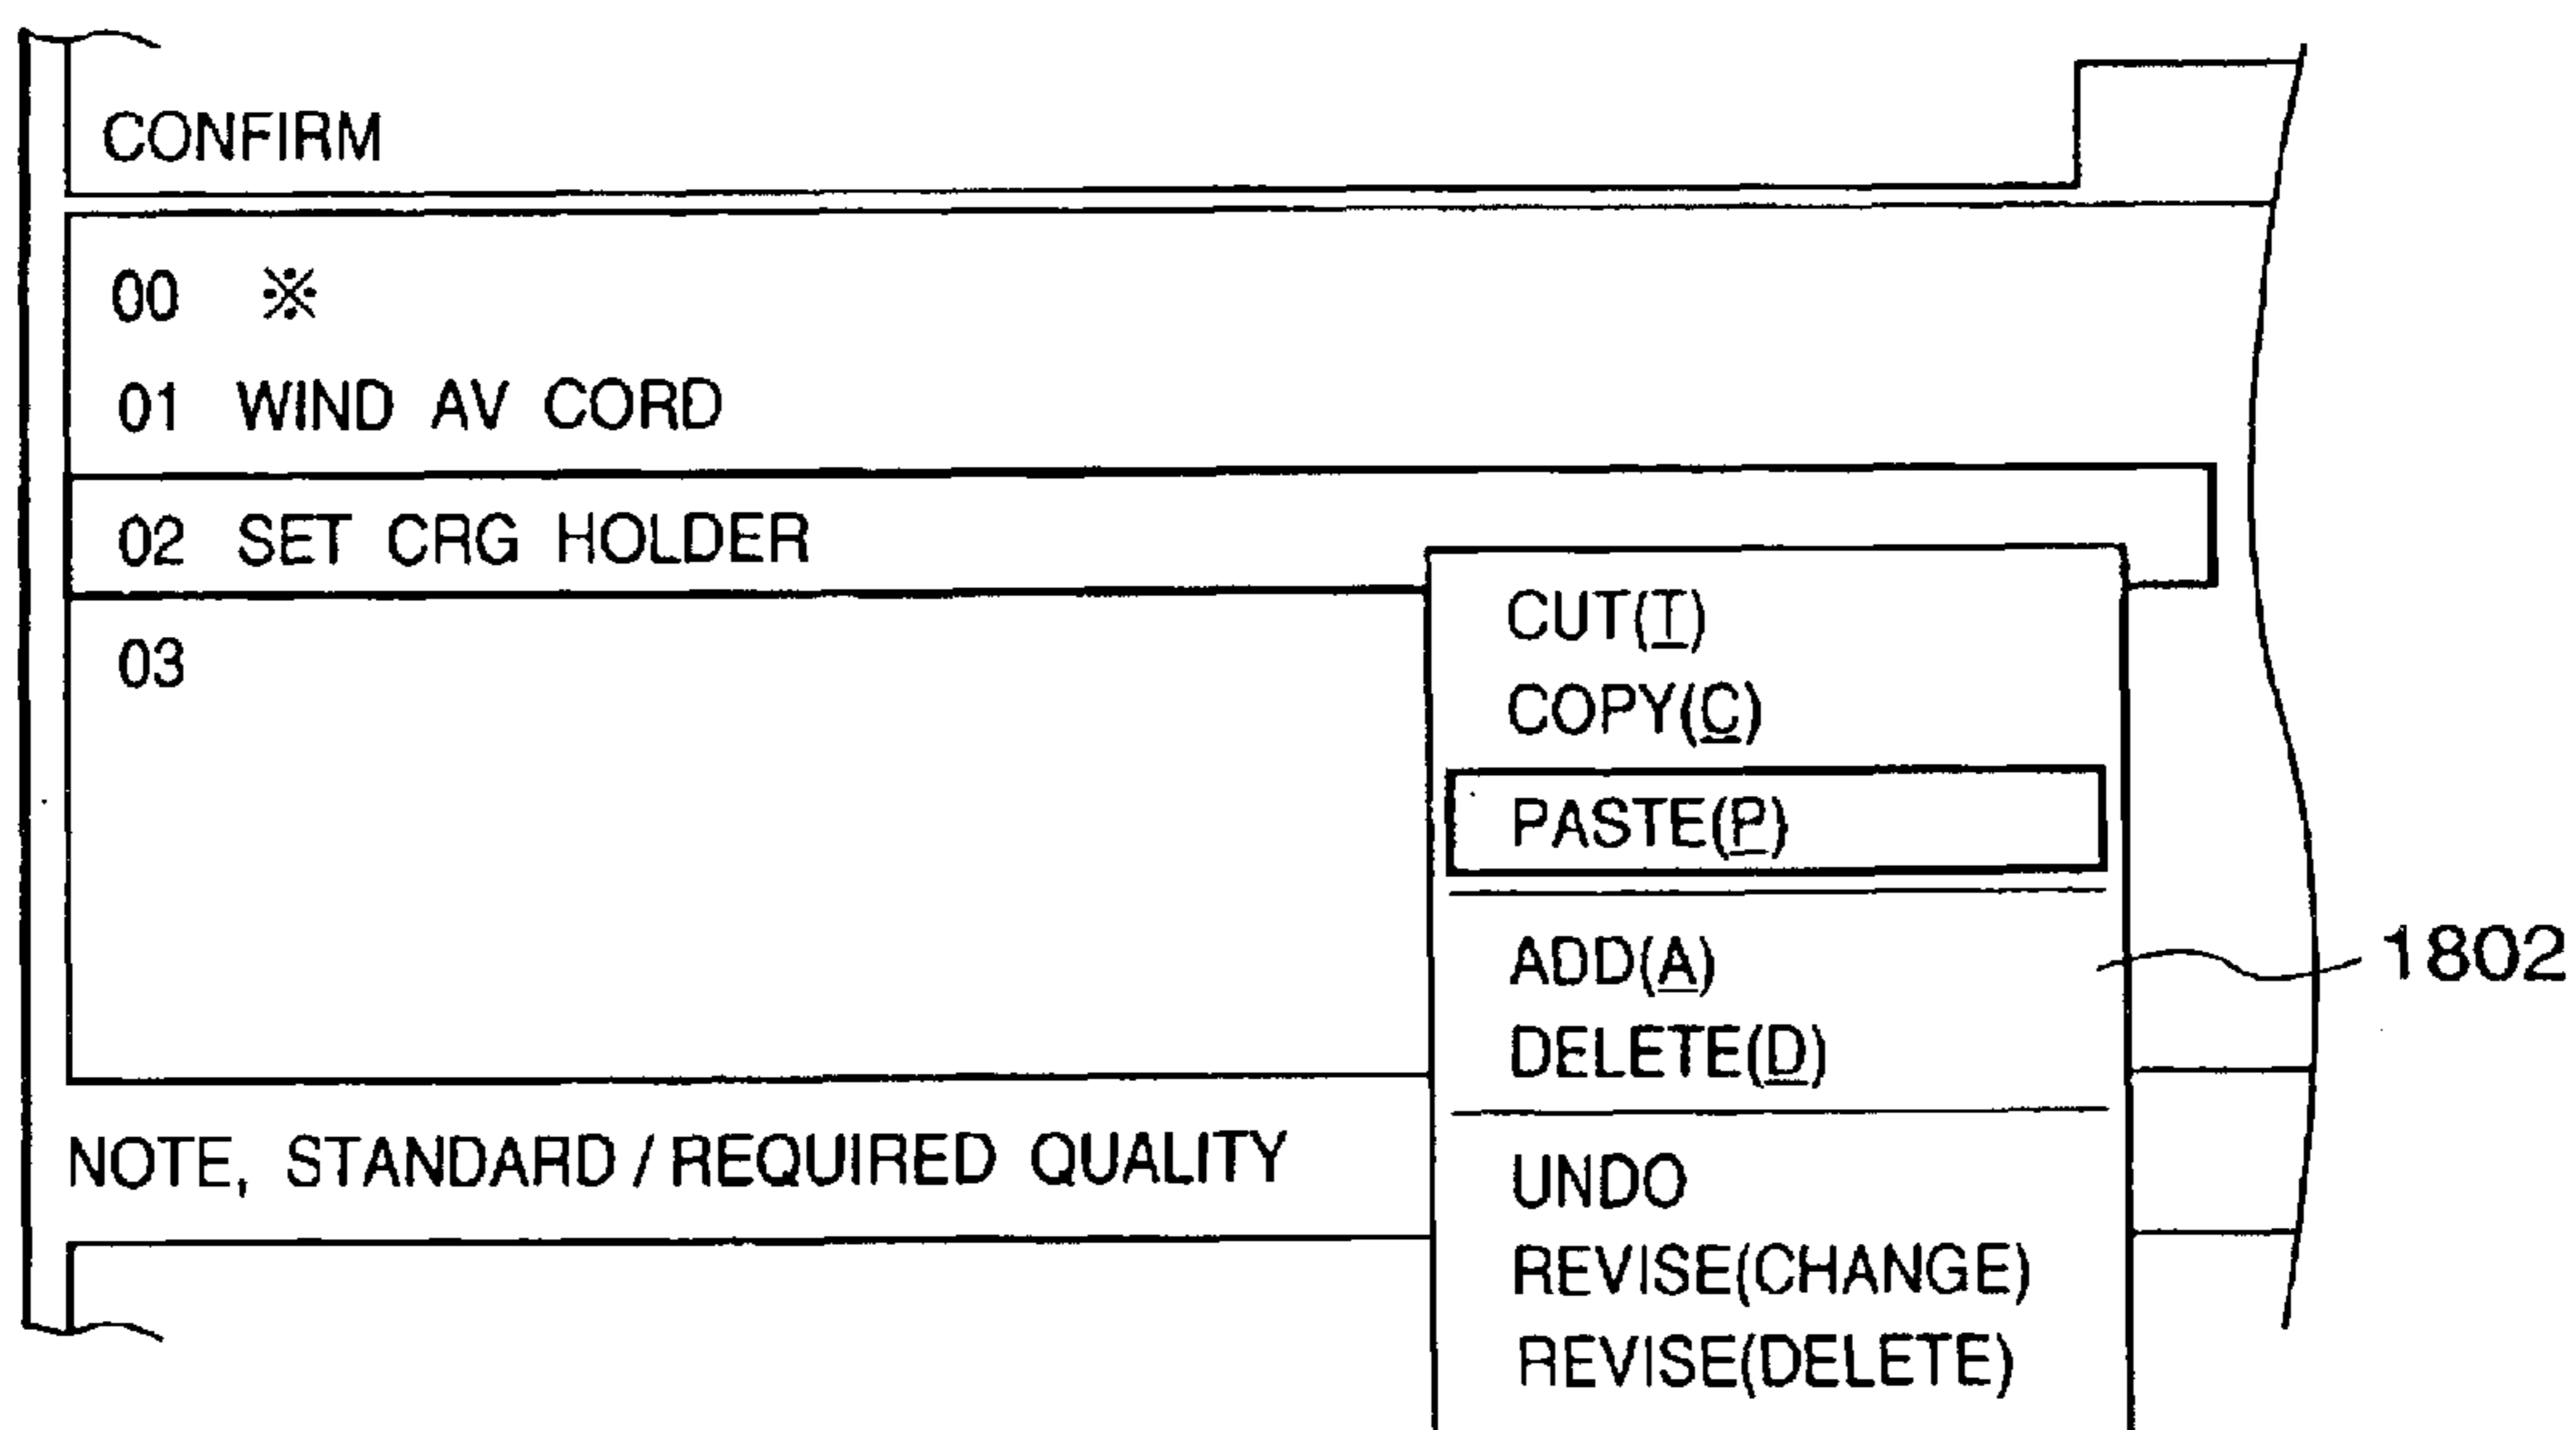 CONFIRM
00 ※
01 WIND AV CORD
02 SET CRG HOLDER
03
CUT(T)
COPY(C)
PASTE(P)
ADD(A)
1802
DELETE(D)
NOTE, STANDARD / REQUIRED QUALITY
UNDO
REVISE(CHANGE)
REVISE(DELETE)